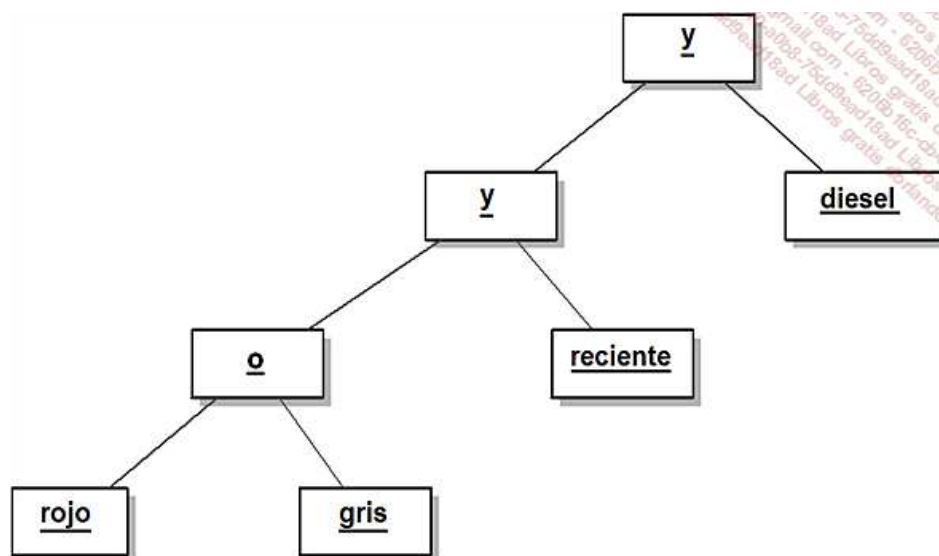 y
y
diesel
o
reciente
rojo
gris